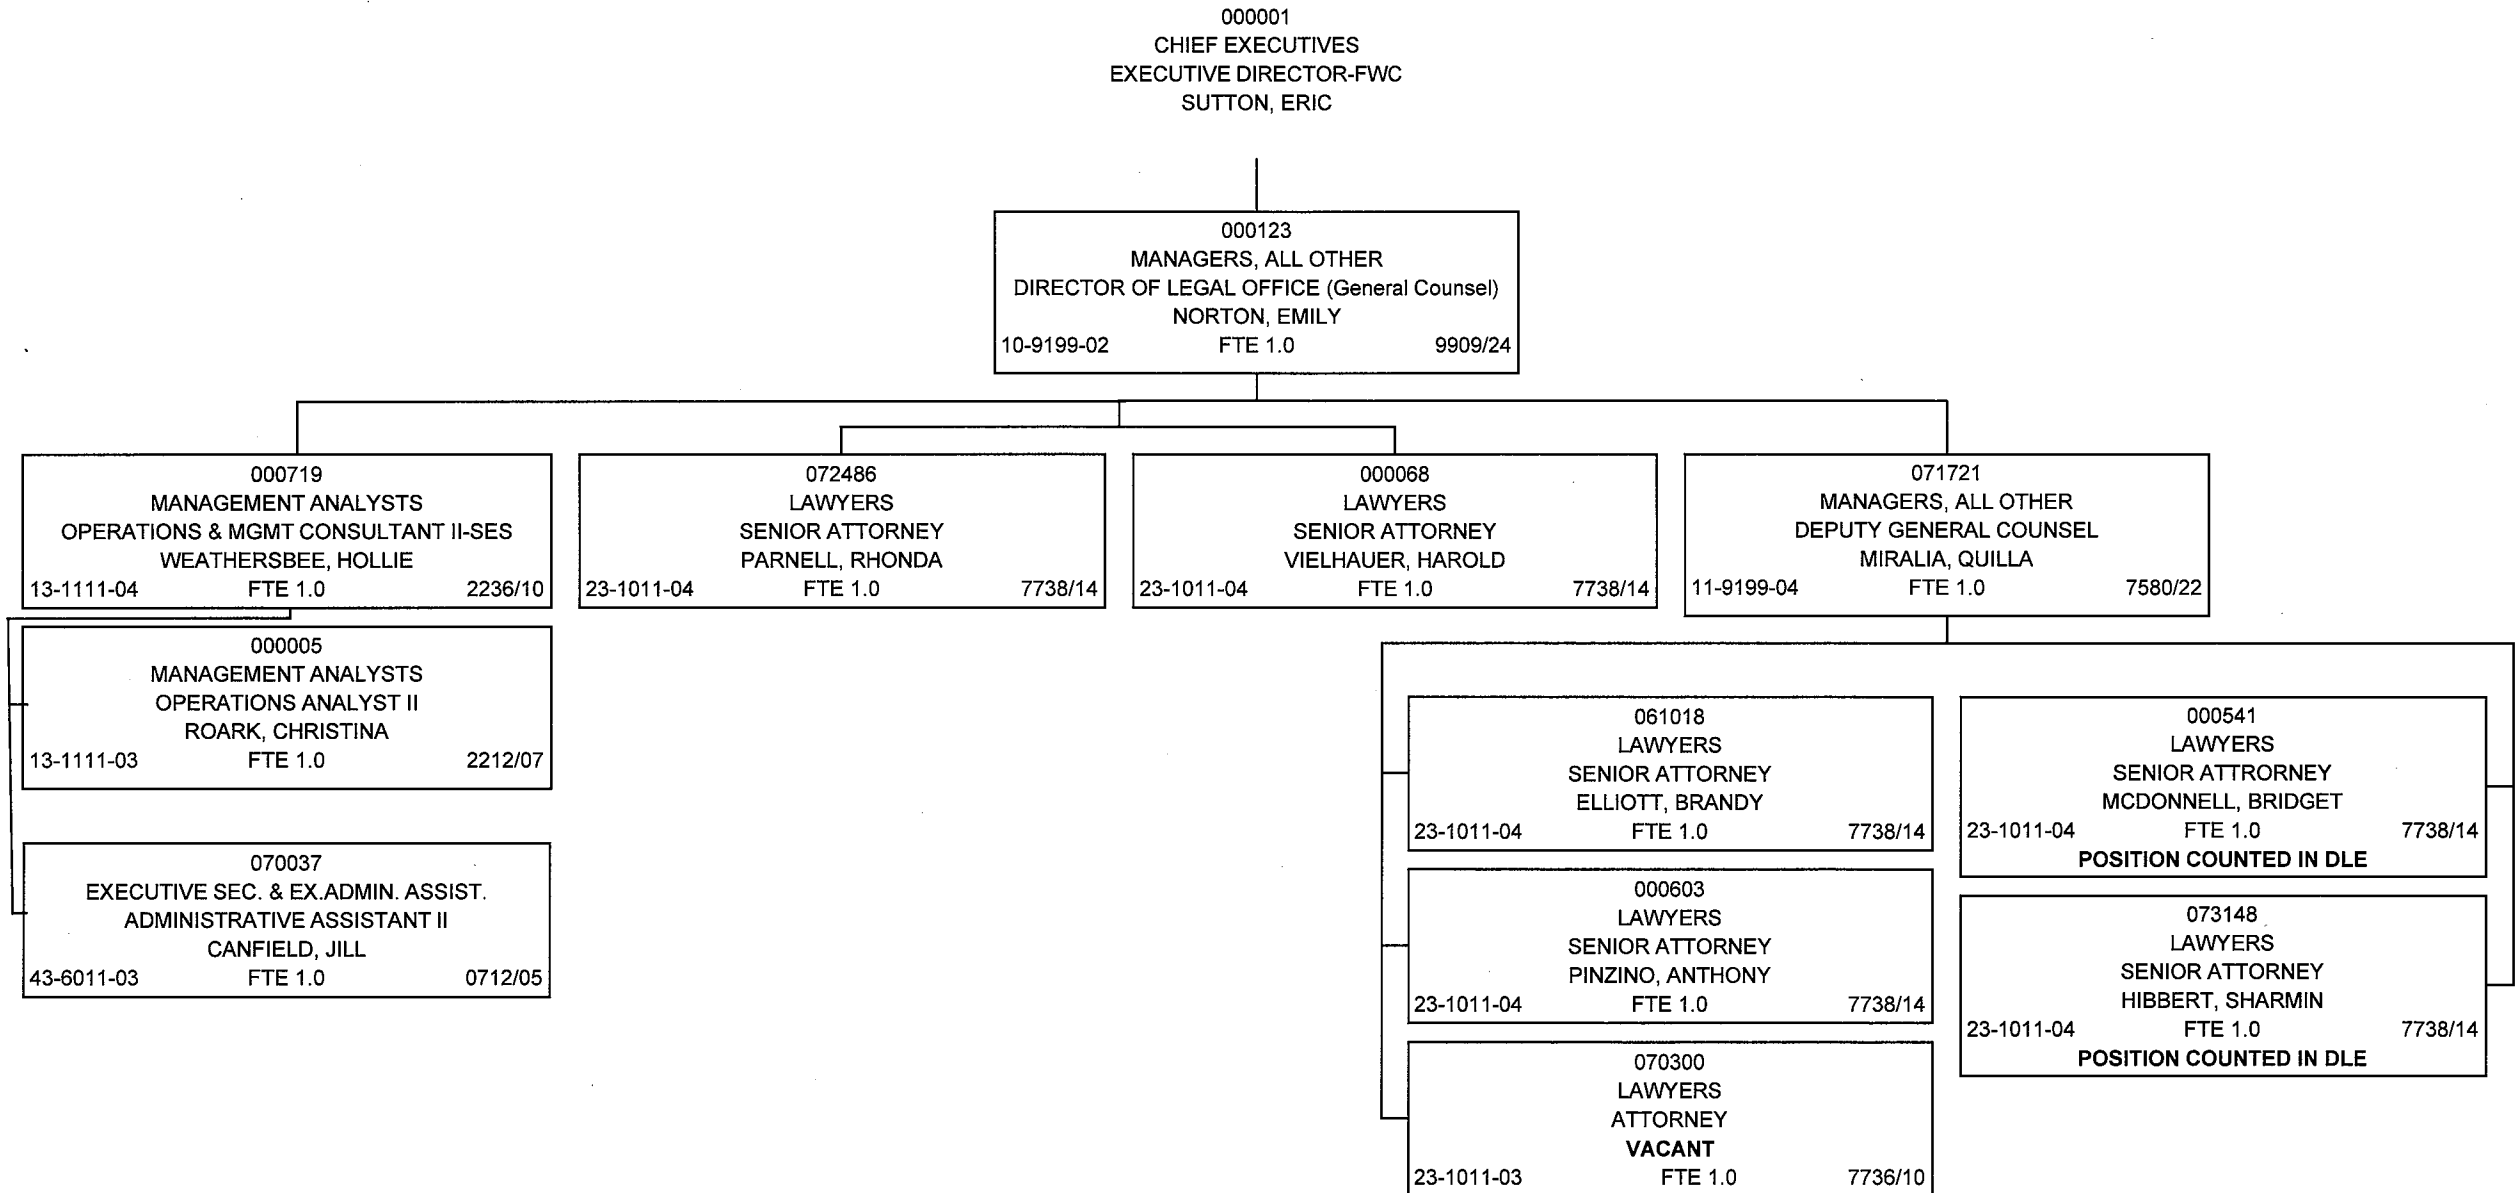 000001
CHIEF EXECUTIVES
EXECUTIVE DIRECTOR-FWC
SUTTON, ERIC
000123
MANAGERS, ALL OTHER
DIRECTOR OF LEGAL OFFICE (General Counsel)
NORTON, EMILY
10-9199-02 FTE 1.0 9909/24
000719
MANAGEMENT ANALYSTS
OPERATIONS & MGMT CONSULTANT II-SES
WEATHERSBEE, HOLLIE
13-1111-04 FTE 1.0 2236/10
072486
LAWYERS
SENIOR ATTORNEY
PARNELL, RHONDA
23-1011-04 FTE 1.0 7738/14
000068
LAWYERS
SENIOR ATTORNEY
VIELHAUER, HAROLD
23-1011-04 FTE 1.0 7738/14
071721
MANAGERS, ALL OTHER
DEPUTY GENERAL COUNSEL
MIRALIA, QUILLA
11-9199-04 FTE 1.0 7580/22
000005
MANAGEMENT ANALYSTS
OPERATIONS ANALYST II
ROARK, CHRISTINA
13-1111-03 FTE 1.0 2212/07
070037
EXECUTIVE SEC. & EX.ADMIN. ASSIST.
ADMINISTRATIVE ASSISTANT II
CANFIELD, JILL
43-6011-03 FTE 1.0 0712/05
061018
LAWYERS
SENIOR ATTORNEY
ELLIOTT, BRANDY
23-1011-04 FTE 1.0 7738/14
000603
LAWYERS
SENIOR ATTORNEY
PINZINO, ANTHONY
23-1011-04 FTE 1.0 7738/14
070300
LAWYERS
ATTORNEY
VACANT
23-1011-03 FTE 1.0 7736/10
000541
LAWYERS
SENIOR ATTRORNEY
MCDONNELL, BRIDGET
23-1011-04 FTE 1.0 7738/14
POSITION COUNTED IN DLE
073148
LAWYERS
SENIOR ATTORNEY
HIBBERT, SHARMIN
23-1011-04 FTE 1.0 7738/14
POSITION COUNTED IN DLE